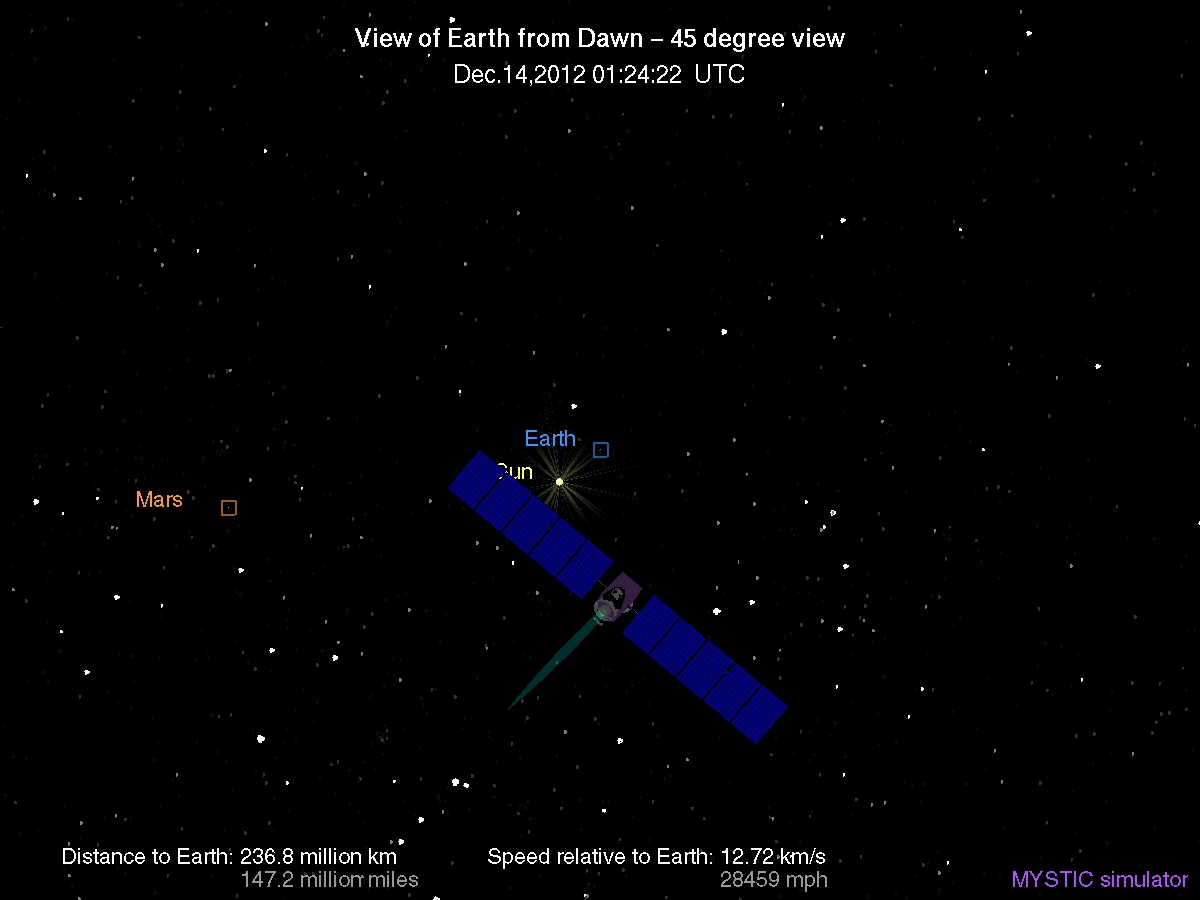 View of Earth from Dawn – 45 degree view
Dec.14,2012 01:24:22 UTC
Earth
Sun
Mars
Distance to Earth: 236.8 million km
147.2 million miles
Speed relative to Earth: 12.72 km/s
28459 mph
MYSTIC simulator